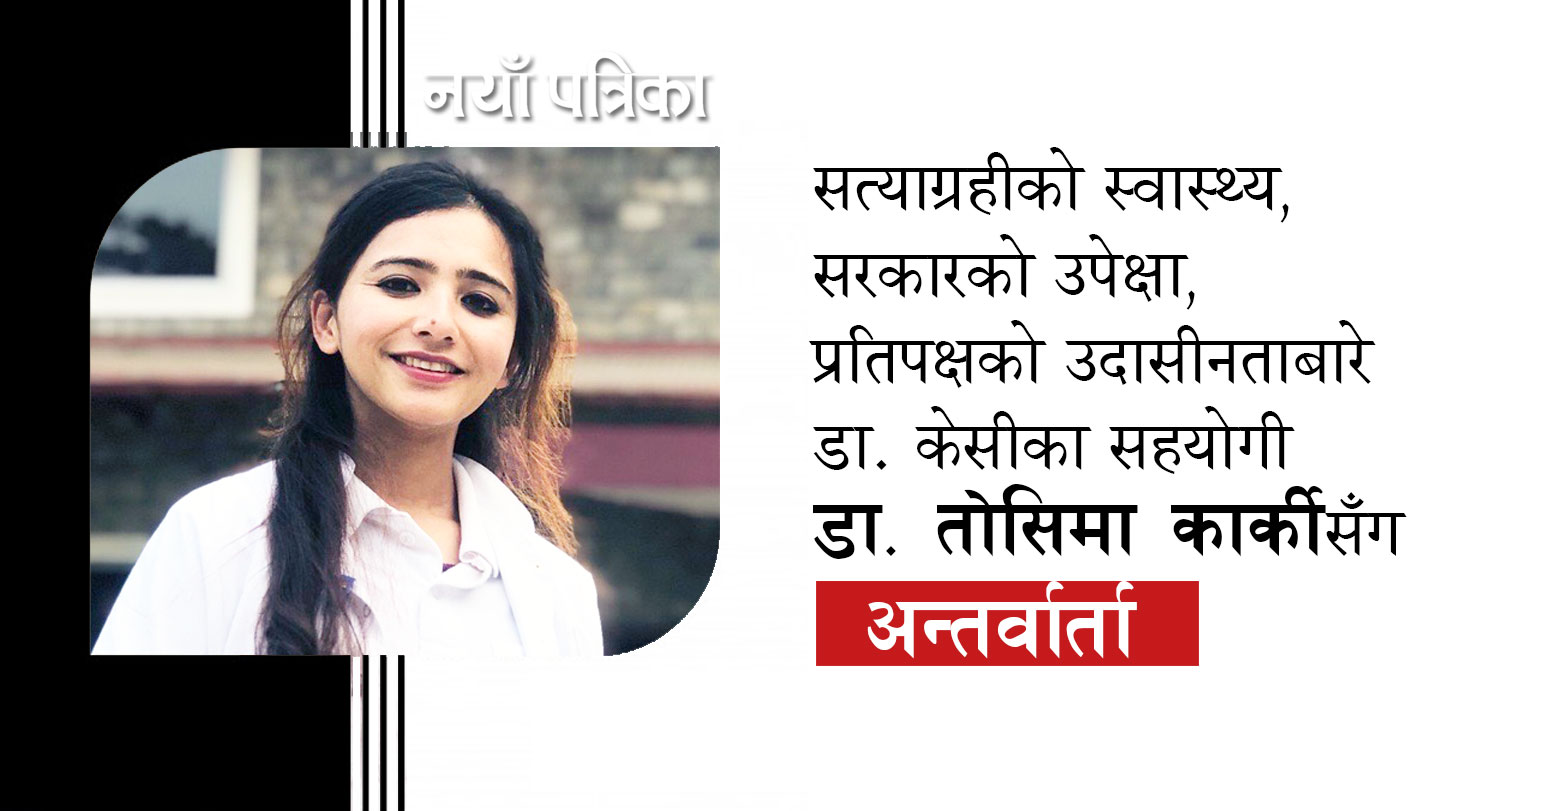 नयाँ पत्रिका
सत्याग्रहीको स्वास्थ्य,
सरकारको उपेक्षा,
प्रतिपक्षको उदासीनताबारे
डा. केसीका सहयोगी
डा. तोसिमा कार्कीसँग
अन्तर्वार्ता